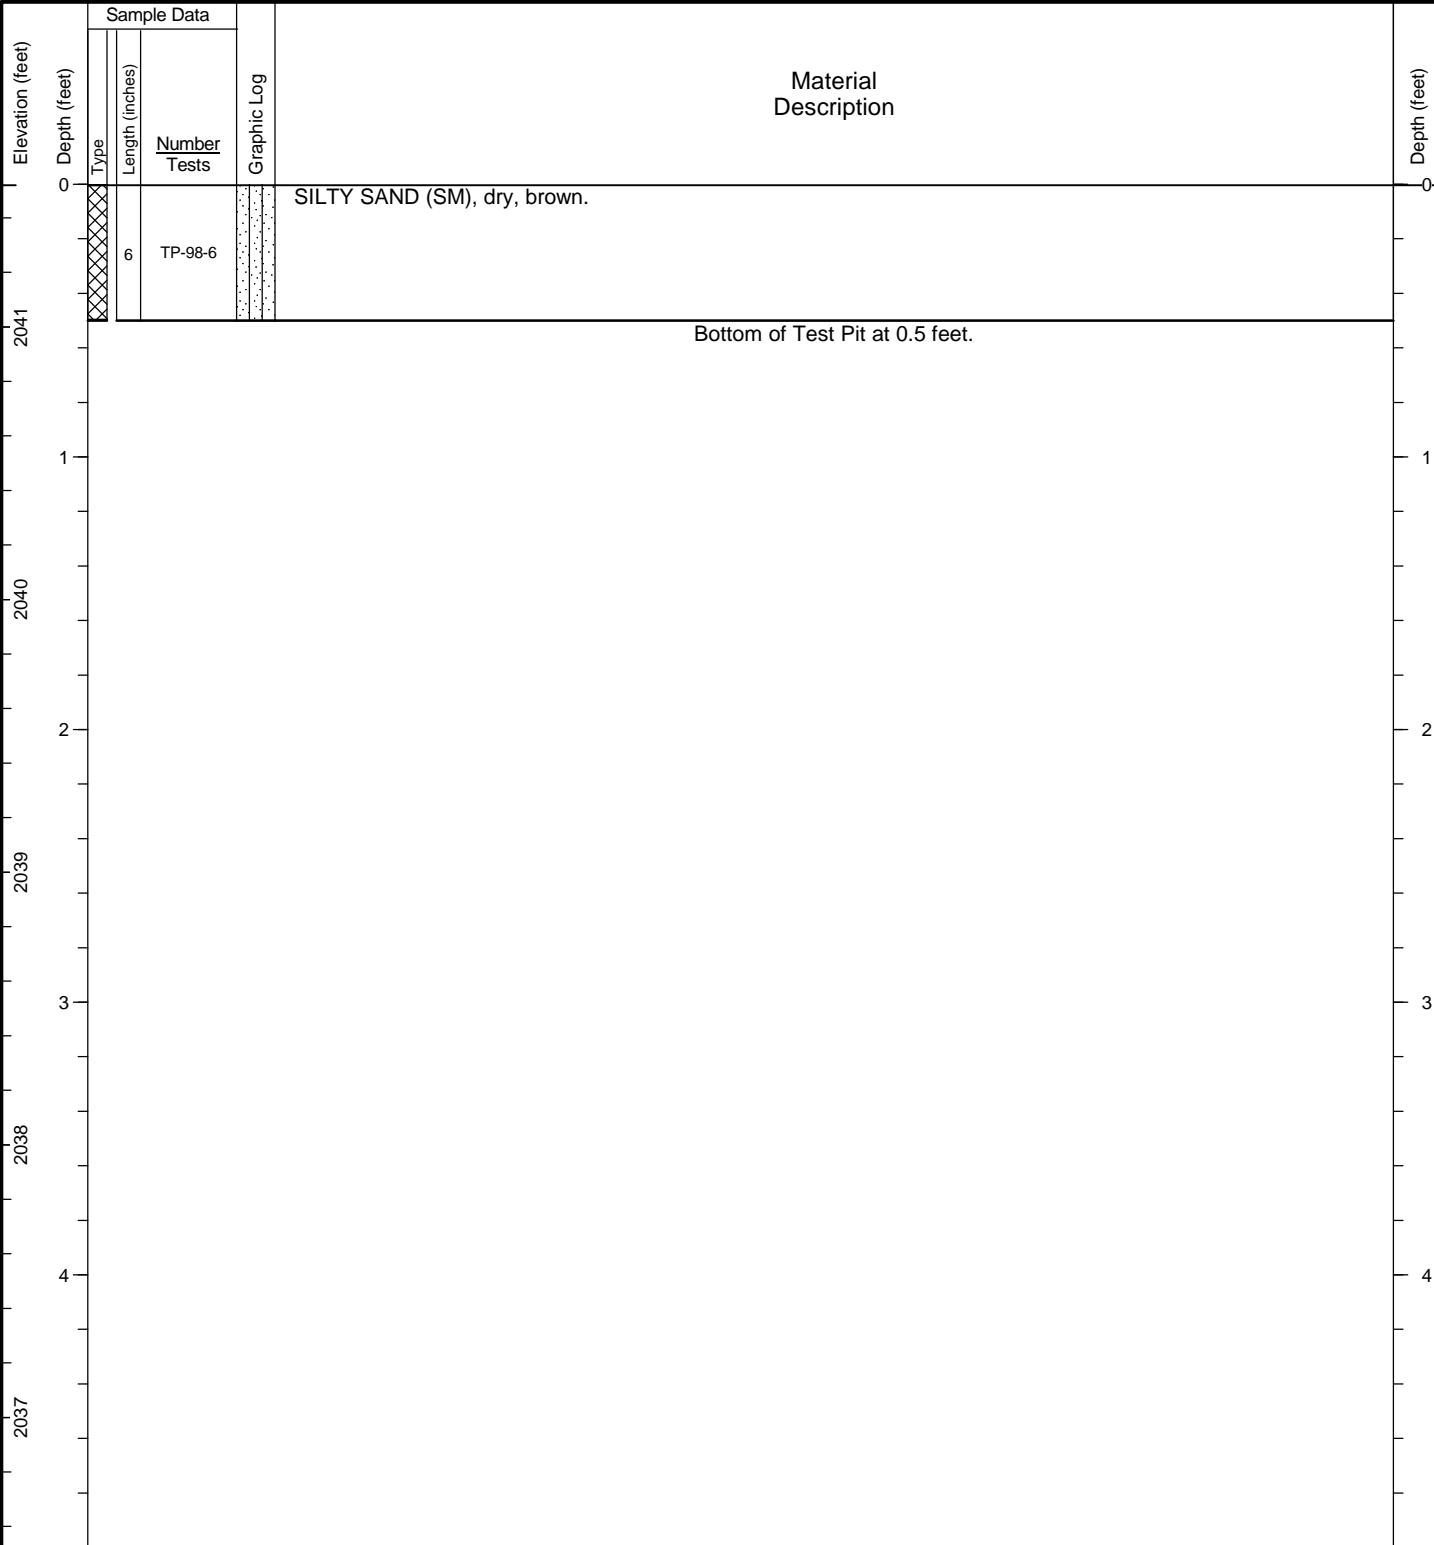 Sample Data
Elevation (feet)
Depth (feet)
Type
Length (inches)
Number
Tests
Graphic Log
Material
Description
Depth (feet)
0
0
SILTY SAND (SM), dry, brown.
6
TP-98-6
2041
Bottom of Test Pit at 0.5 feet.
1
1
2040
2
2
2039
3
3
2038
4
4
2037